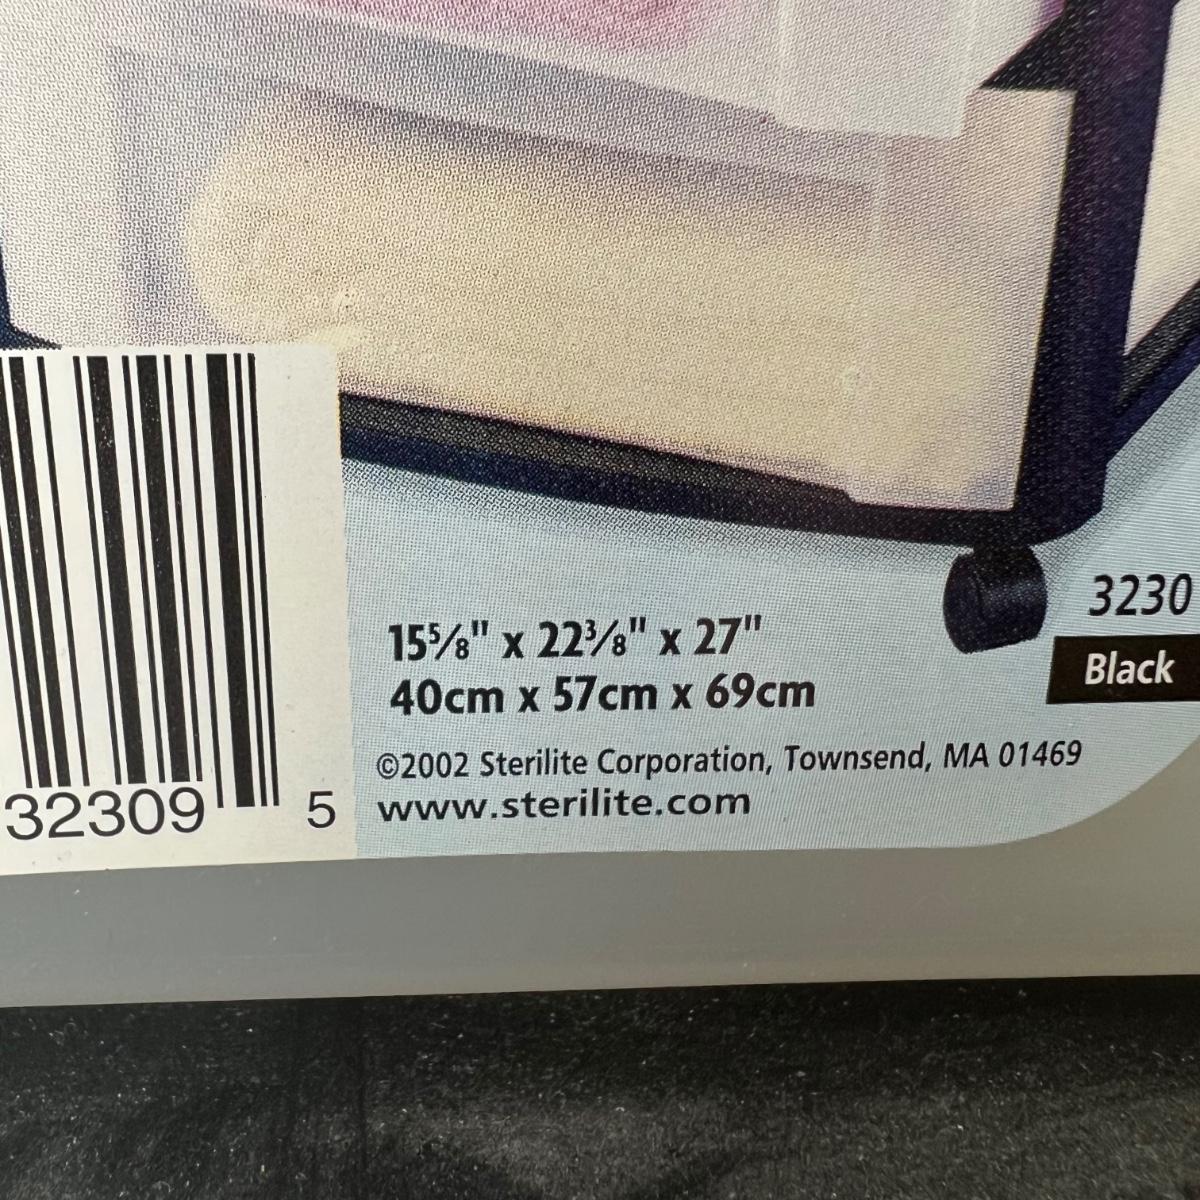 15⅝" x 22⅜" x 27"
40cm x 57cm x 69cm
©2002 Sterilite Corporation, Townsend, MA 01469
www.sterilite.com
3230
Black
32309 5